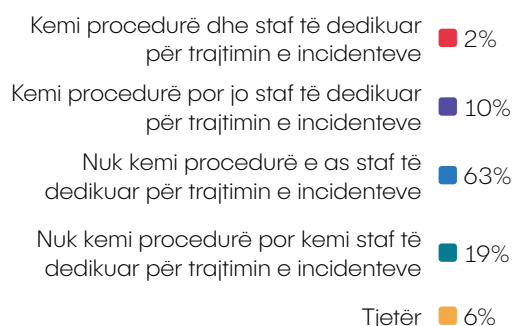 Kemi procedurë dhe staf të dedikuar
për trajtimin e incidenteve
2%
Kemi procedurë por jo staf të dedikuar
për trajtimin e incidenteve
10%
Nuk kemi procedurë e as staf të
dedikuar për trajtimin e incidenteve
63%
Nuk kemi procedurë por kemi staf të
dedikuar për trajtimin e incidenteve
19%
Tjetër
6%